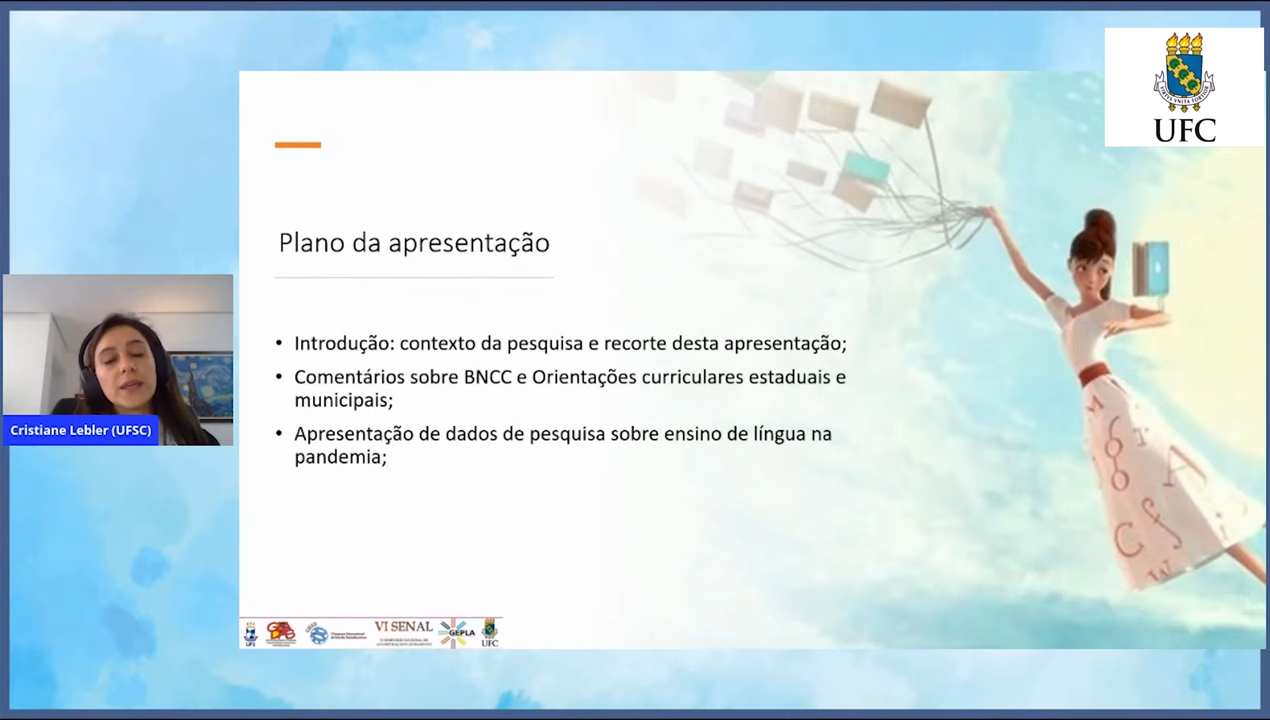 UFC
Plano da apresentação
• Introdução: contexto da pesquisa e recorte desta apresentação;
• Comentários sobre BNCC e Orientações curriculares estaduais e
municipais;
• Apresentação de dados de pesquisa sobre ensino de língua na
pandemia;
Cristiane Lebler (UFSC)
VI SENAL
GEPLA
UFC